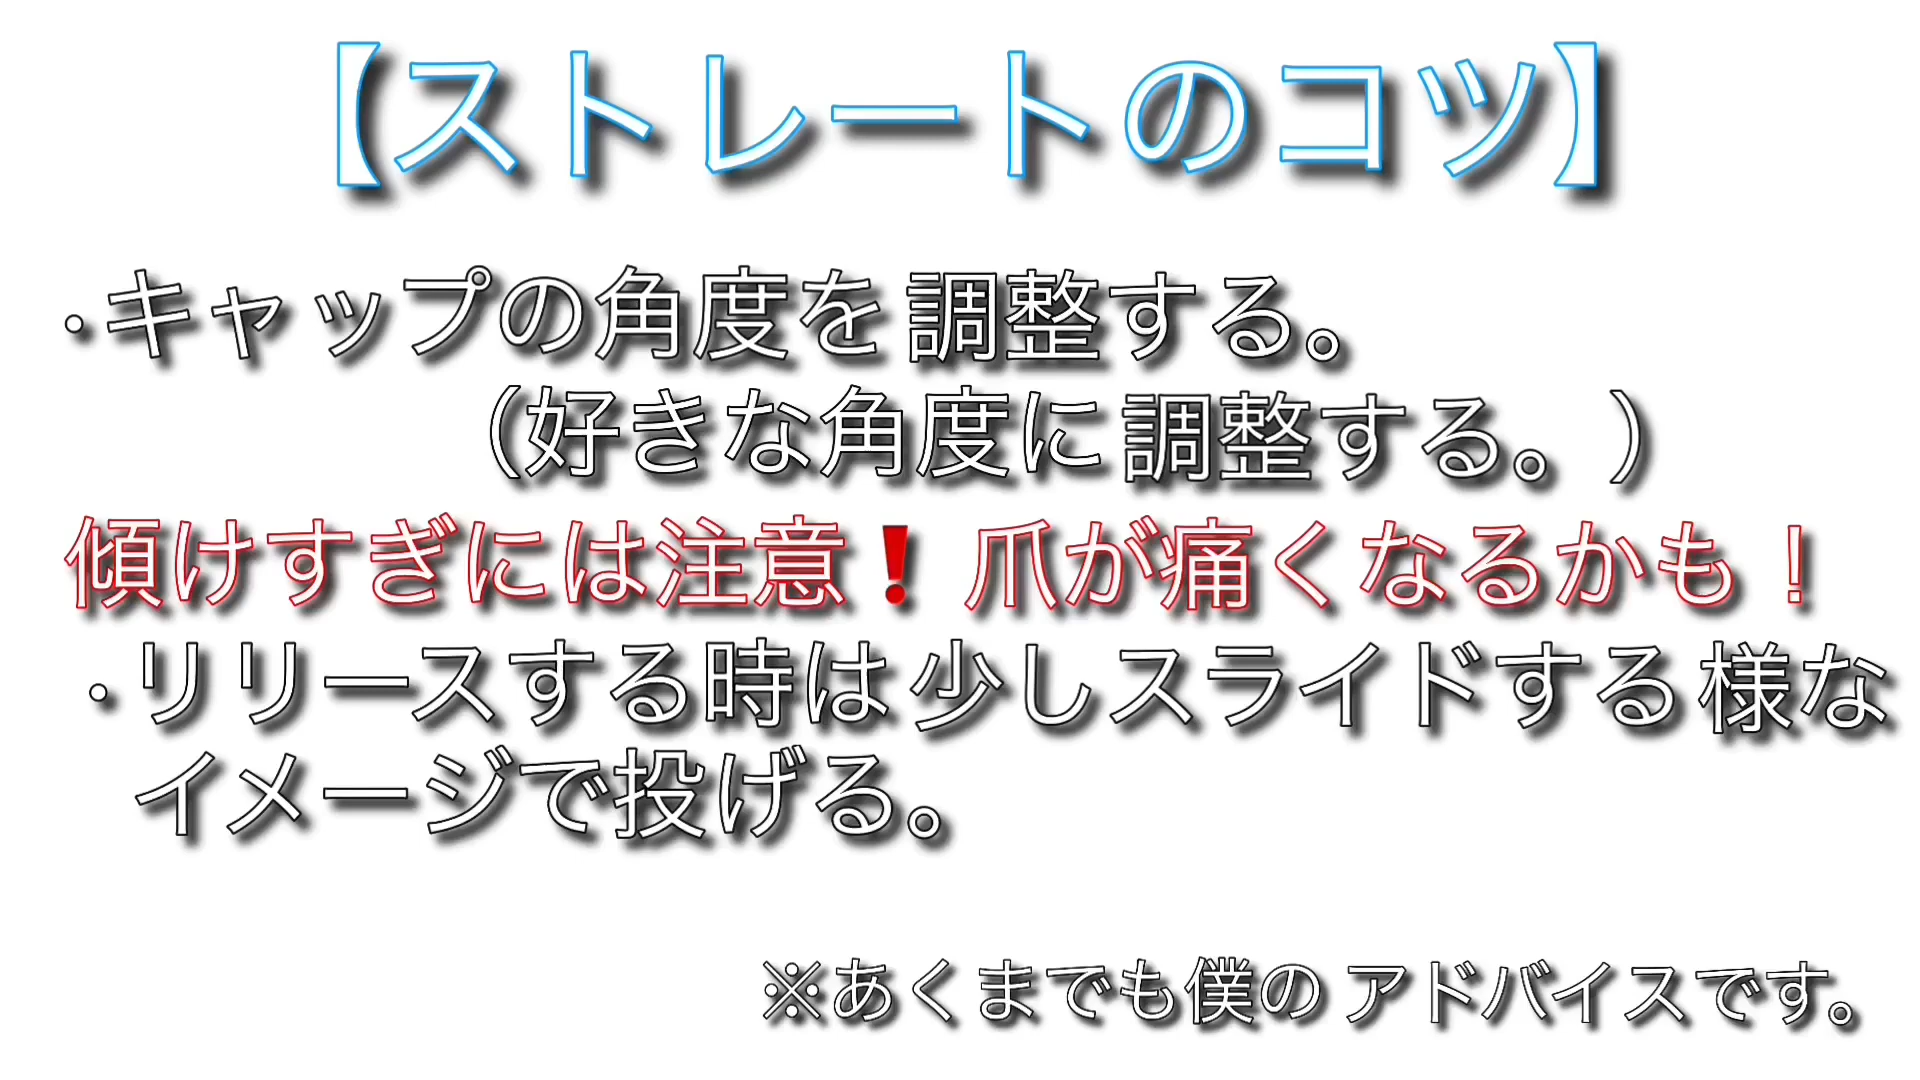 【ストレートのコツ】
・キャップの角度を調整する。
（好きな角度に調整する。）
傾けすぎには注意❗爪が痛くなるかも！
・リリースする時は少しスライドする様な
イメージで投げる。
※あくまでも僕のアドバイスです。